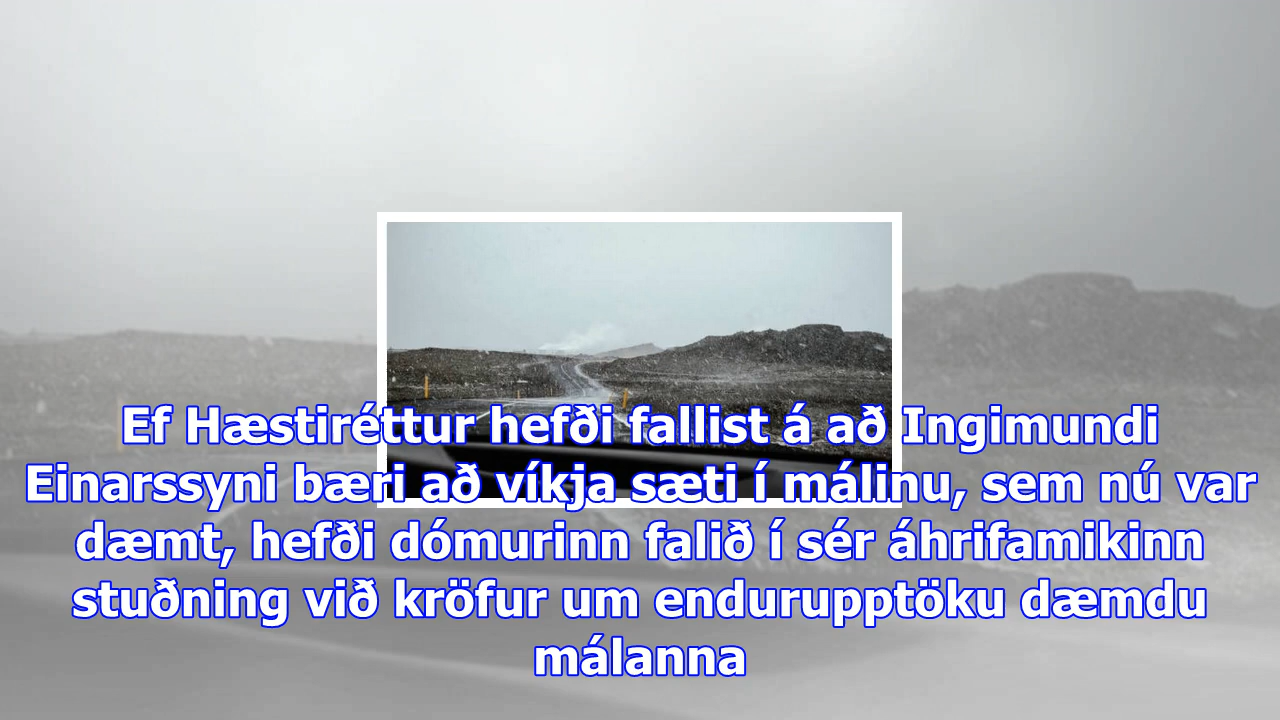 Ef Hæstiréttur hefði fallist á að Ingimundi
Einarssyni bæri að víkja sæti í málinu, sem nú var
dæmt, hefði dómurinn falið í sér áhrifamikinn
stuðning við kröfur um endurupptöku dæmdu
málanna